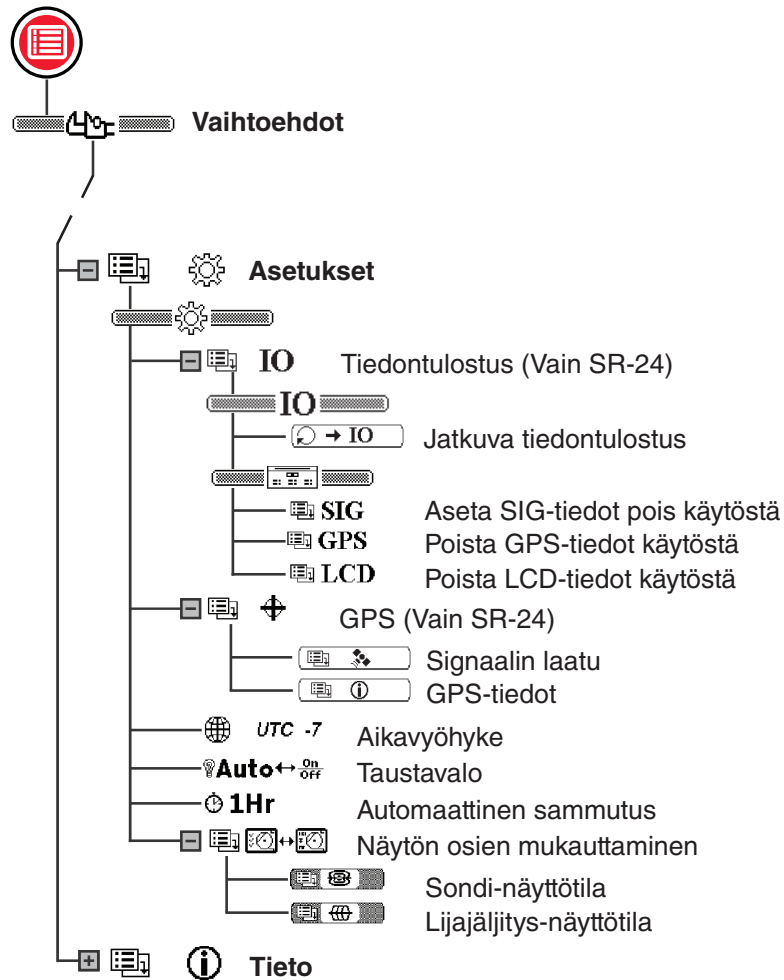 Vaihtoehdot
Asetukset
IO Tiedontulostus (Vain SR-24)
IO
→ IO Jatkuva tiedontulostus
SIG Aseta SIG-tiedot pois käytöstä
GPS Poista GPS-tiedot käytöstä
LCD Poista LCD-tiedot käytöstä
GPS (Vain SR-24)
Signaalin laatu
GPS-tiedot
UTC -7 Aikavyöhyke
Auto↔On/Off Taustavalo
1Hr Automaattinen sammutus
Näytön osien mukauttaminen
Sondi-näyttötila
Lijajäljitys-näyttötila
Tieto